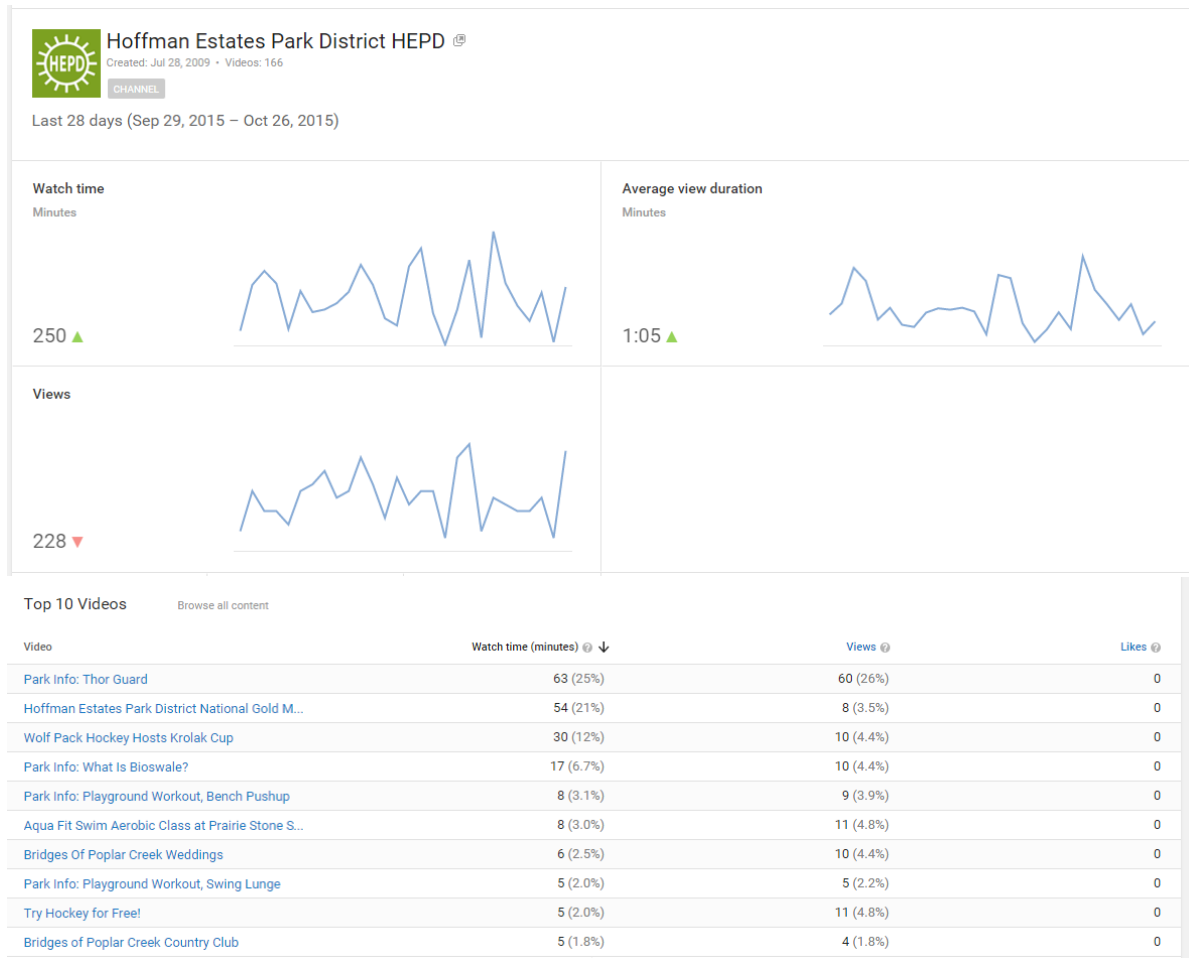 HEPD
Hoffman Estates Park District HEPD
Created: Jul 28, 2009 • Videos: 166
CHANNEL
Last 28 days (Sep 29, 2015 – Oct 26, 2015)
Watch time
Minutes
250
Average view duration
Minutes
1:05
Views
228
Top 10 Videos Browse all content
Video Watch time (minutes) ? Views ? Likes ?
Park Info: Thor Guard 63 (25%) 60 (26%) 0
Hoffman Estates Park District National Gold M... 54 (21%) 8 (3.5%) 0
Wolf Pack Hockey Hosts Krolak Cup 30 (12%) 10 (4.4%) 0
Park Info: What Is Bioswale? 17 (6.7%) 10 (4.4%) 0
Park Info: Playground Workout, Bench Pushup 8 (3.1%) 9 (3.9%) 0
Aqua Fit Swim Aerobic Class at Prairie Stone S... 8 (3.0%) 11 (4.8%) 0
Bridges Of Poplar Creek Weddings 6 (2.5%) 10 (4.4%) 0
Park Info: Playground Workout, Swing Lunge 5 (2.0%) 5 (2.2%) 0
Try Hockey for Free! 5 (2.0%) 11 (4.8%) 0
Bridges of Poplar Creek Country Club 5 (1.8%) 4 (1.8%) 0